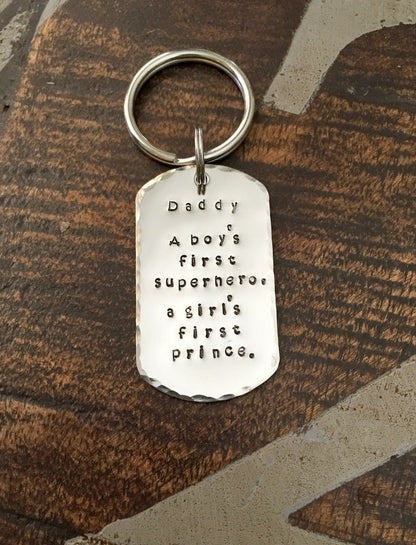 Daddy
A boy's
first
superhero,
a girl's
first
prince.